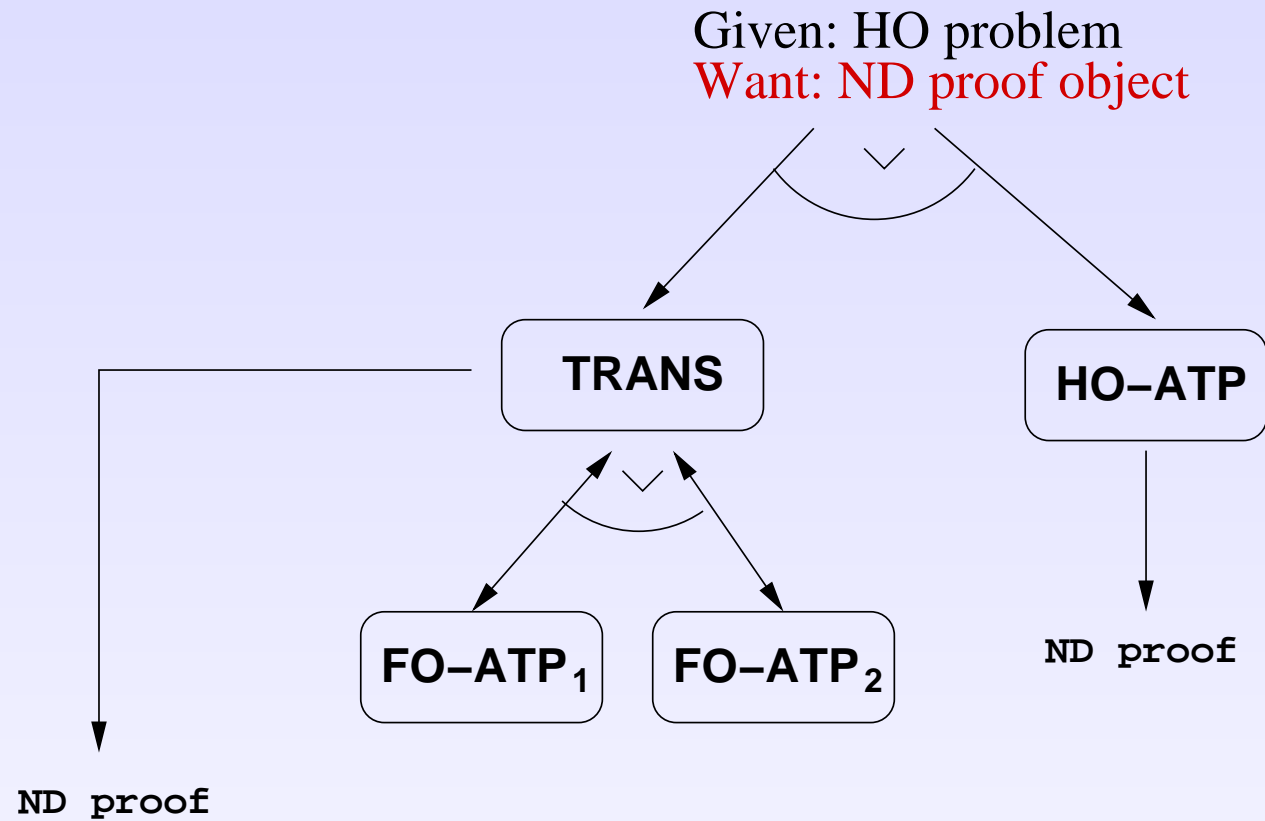 Given: HO problem
Want: ND proof object
TRANS
HO–ATP
FO–ATP1
FO–ATP2
ND proof
ND proof